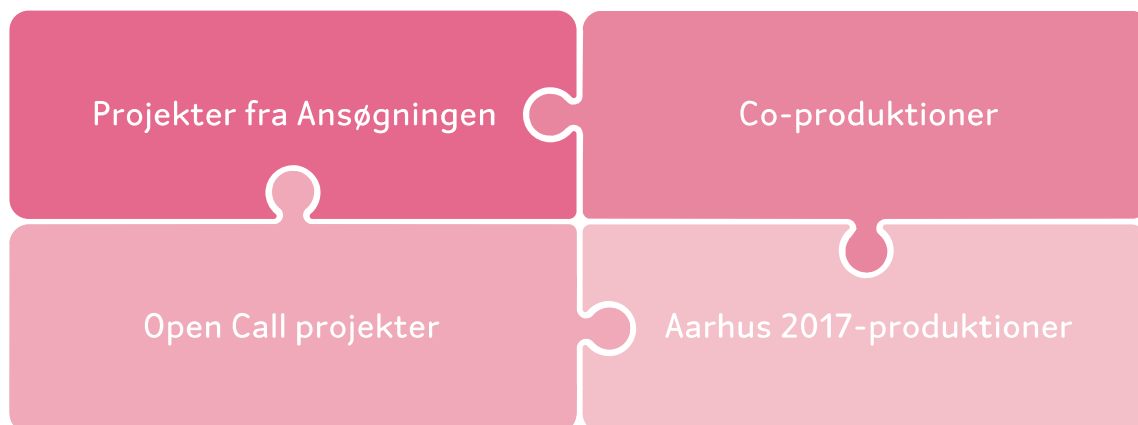 Projekter fra Ansøgningen
Co-produktioner
Open Call projekter
Aarhus 2017-produktioner